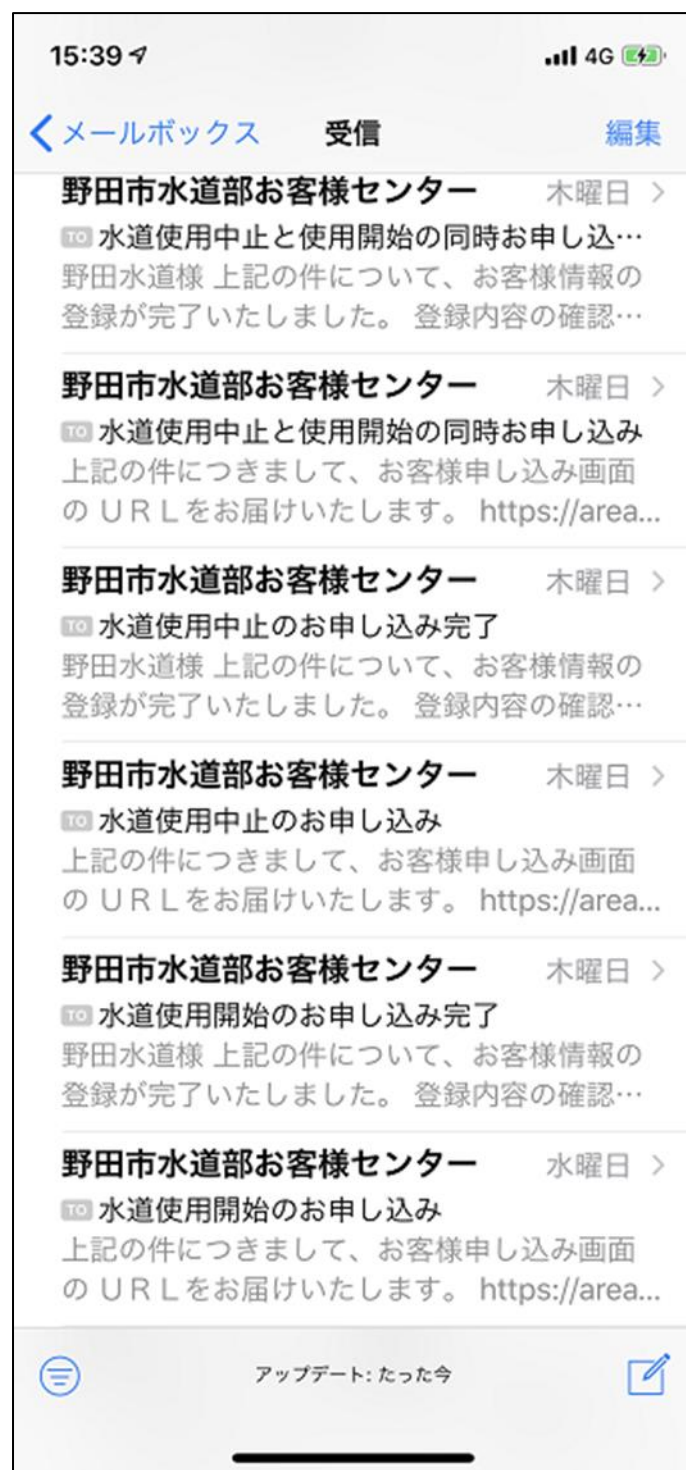 15:39 4G
メールボックス 受信 編集
野田市水道部お客様センター 木曜日
TO 水道使用中止と使用開始の同時お申し込…
野田水道様 上記の件について、お客様情報の
登録が完了いたしました。 登録内容の確認…
野田市水道部お客様センター 木曜日
TO 水道使用中止と使用開始の同時お申し込み
上記の件につきまして、お客様申し込み画面
の ＵＲＬをお届けいたします。 https://area...
野田市水道部お客様センター 木曜日
TO 水道使用中止のお申し込み完了
野田水道様 上記の件について、お客様情報の
登録が完了いたしました。 登録内容の確認…
野田市水道部お客様センター 木曜日
TO 水道使用中止のお申し込み
上記の件につきまして、お客様申し込み画面
の ＵＲＬをお届けいたします。 https://area...
野田市水道部お客様センター 木曜日
TO 水道使用開始のお申し込み完了
野田水道様 上記の件について、お客様情報の
登録が完了いたしました。 登録内容の確認…
野田市水道部お客様センター 水曜日
TO 水道使用開始のお申し込み
上記の件につきまして、お客様申し込み画面
の ＵＲＬをお届けいたします。 https://area...
アップデート: たった今